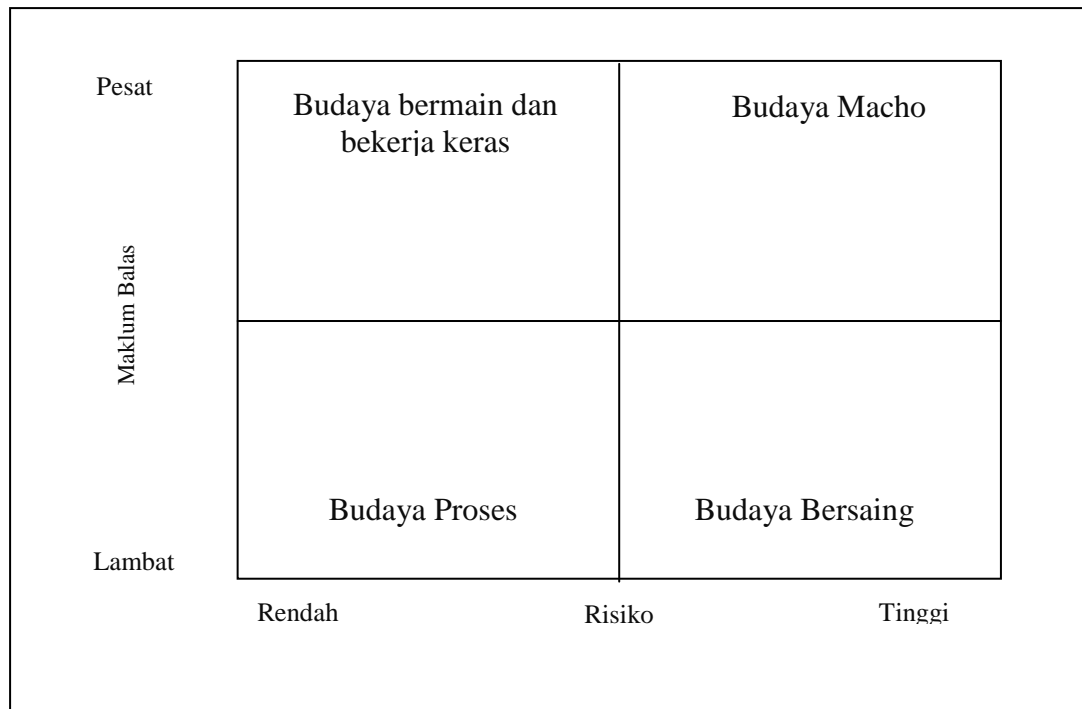 Pesat
Budaya bermain dan
bekerja keras
Budaya Macho
Maklum Balas
Budaya Proses
Budaya Bersaing
Lambat
Rendah
Risiko
Tinggi